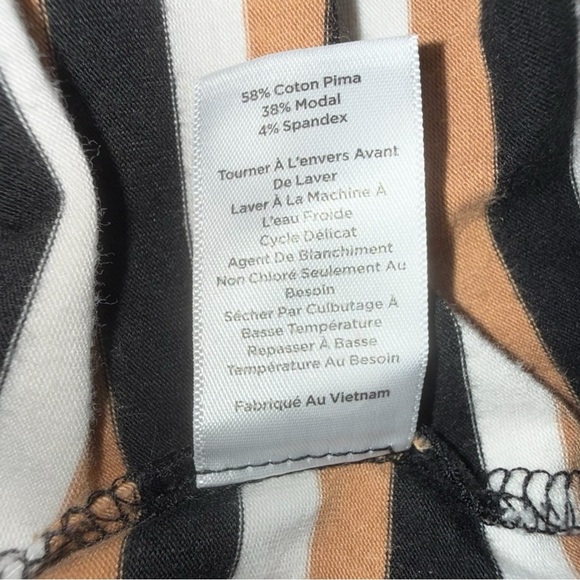 58% Coton Pima
38% Modal
4% Spandex
Tourner À L'envers Avant
De Laver
Laver À La Machine À
L'eau Froide
Cycle Délicat
Agent De Blanchiment
Non Chloré Seulement Au
Besoin
Sécher Par Culbutage À
Basse Température
Repasser À Basse
Température Au Besoin
Fabriqué Au Vietnam